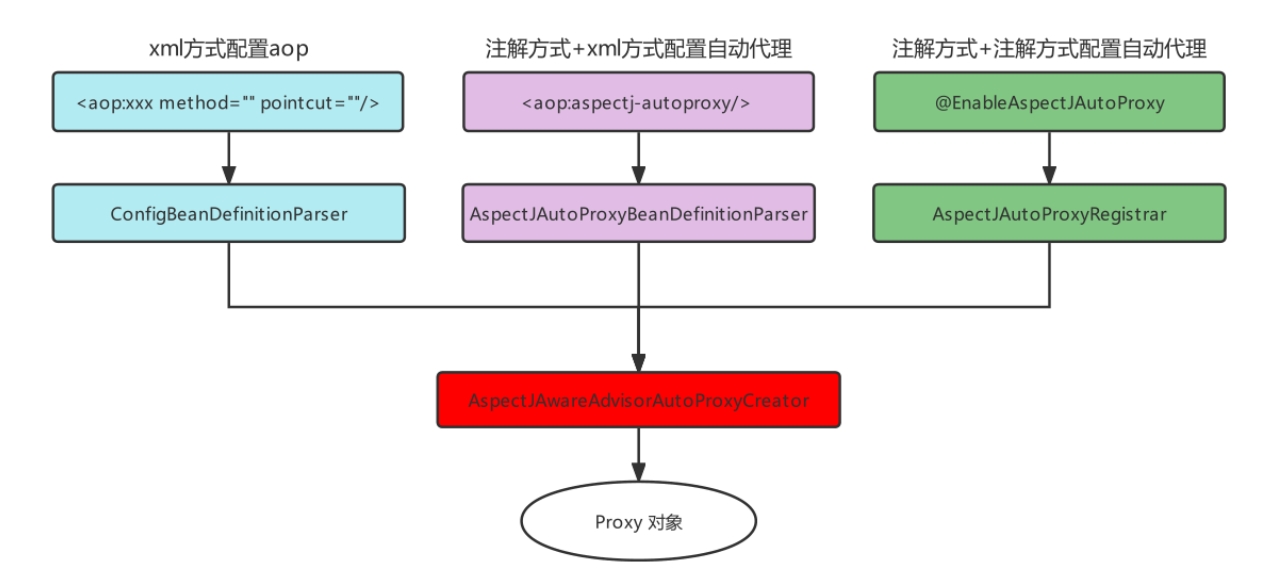 xml方式配置aop
注解方式+xml方式配置自动代理
注解方式+注解方式配置自动代理
<aop:xxx method="" pointcut=""/>
<aop:aspectj-autoproxy/>
@EnableAspectJAutoProxy
ConfigBeanDefinitionParser
AspectJAutoProxyBeanDefinitionParser
AspectJAutoProxyRegistrar
AspectJAwareAdvisorAutoProxyCreator
Proxy 对象